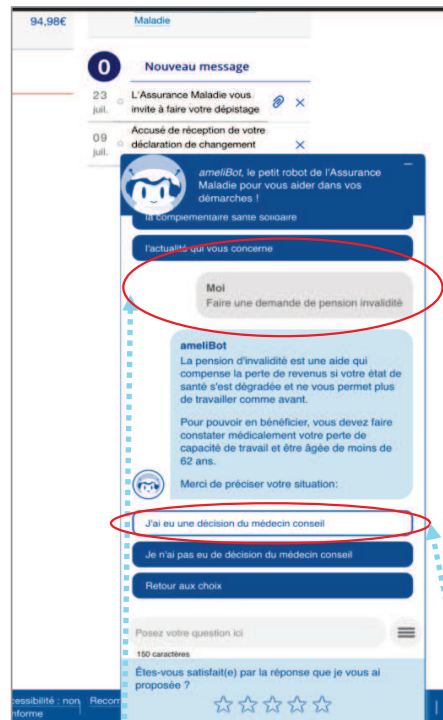 94,98€
Maladie
0 Nouveau message
23 juil. L'Assurance Maladie vous
invite à faire votre dépistage
09 juil. Accusé de réception de votre
déclaration de changement
ameliBot, le petit robot de l'Assurance
Maladie pour vous aider dans vos
démarches !
la complémentaire santé solidaire
l'actualité qui vous concerne
Moi
Faire une demande de pension invalidité
ameliBot
La pension d'invalidité est une aide qui
compense la perte de revenus si votre état de
santé s'est dégradée et ne vous permet plus
de travailler comme avant.
Pour pouvoir en bénéficier, vous devez faire
constater médicalement votre perte de
capacité de travail et être âgée de moins de
62 ans.
Merci de préciser votre situation:
J'ai eu une décision du médecin conseil
Je n'ai pas eu de décision du médecin conseil
Retour aux choix
Posez votre question ici
150 caractères
Êtes-vous satisfait(e) par la réponse que je vous ai
proposée ?
essibilité : non
nforme
Recom